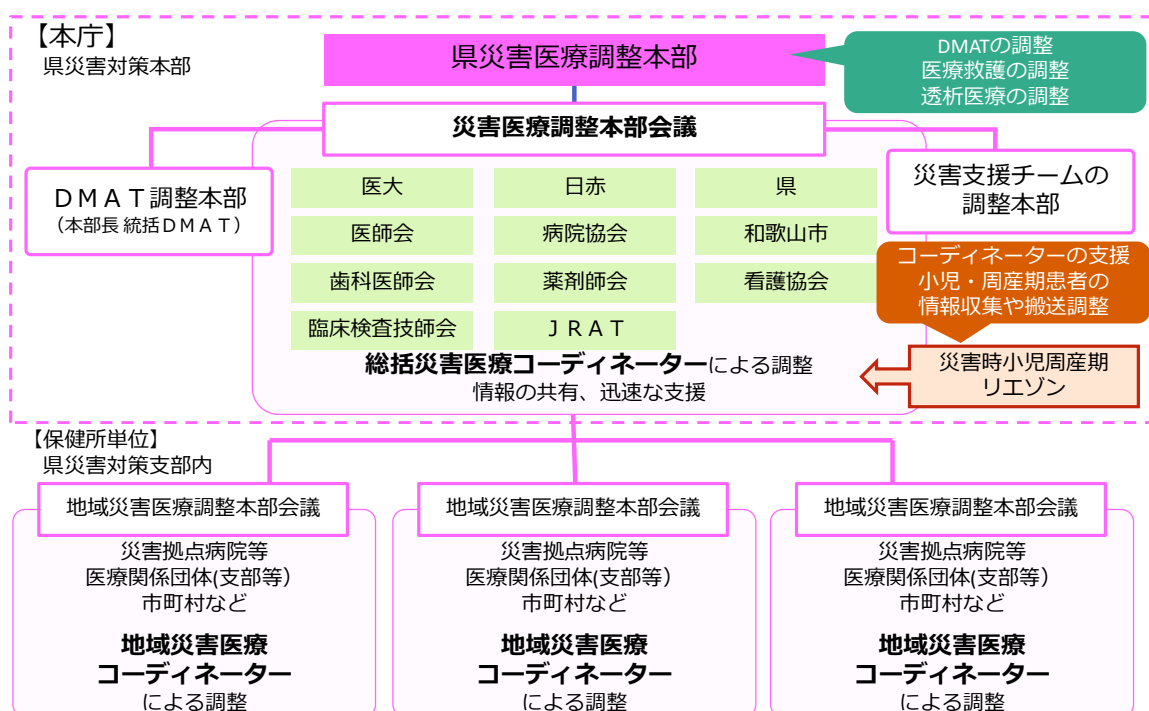 【本庁】
県災害対策本部
県災害医療調整本部
DMATの調整
医療救護の調整
透析医療の調整
災害医療調整本部会議
ＤＭＡＴ調整本部
（本部長 統括ＤＭＡＴ）
災害支援チームの
調整本部
医大
日赤
県
医師会
病院協会
和歌山市
歯科医師会
薬剤師会
看護協会
臨床検査技師会
ＪＲＡＴ
コーディネーターの支援
小児・周産期患者の
情報収集や搬送調整
総括災害医療コーディネーターによる調整
情報の共有、迅速な支援
災害時小児周産期
リエゾン
【保健所単位】
県災害対策支部内
地域災害医療調整本部会議
災害拠点病院等
医療関係団体(支部等）
市町村など
地域災害医療
コーディネーター
による調整
地域災害医療調整本部会議
災害拠点病院等
医療関係団体(支部等）
市町村など
地域災害医療
コーディネーター
による調整
地域災害医療調整本部会議
災害拠点病院等
医療関係団体(支部等）
市町村など
地域災害医療
コーディネーター
による調整